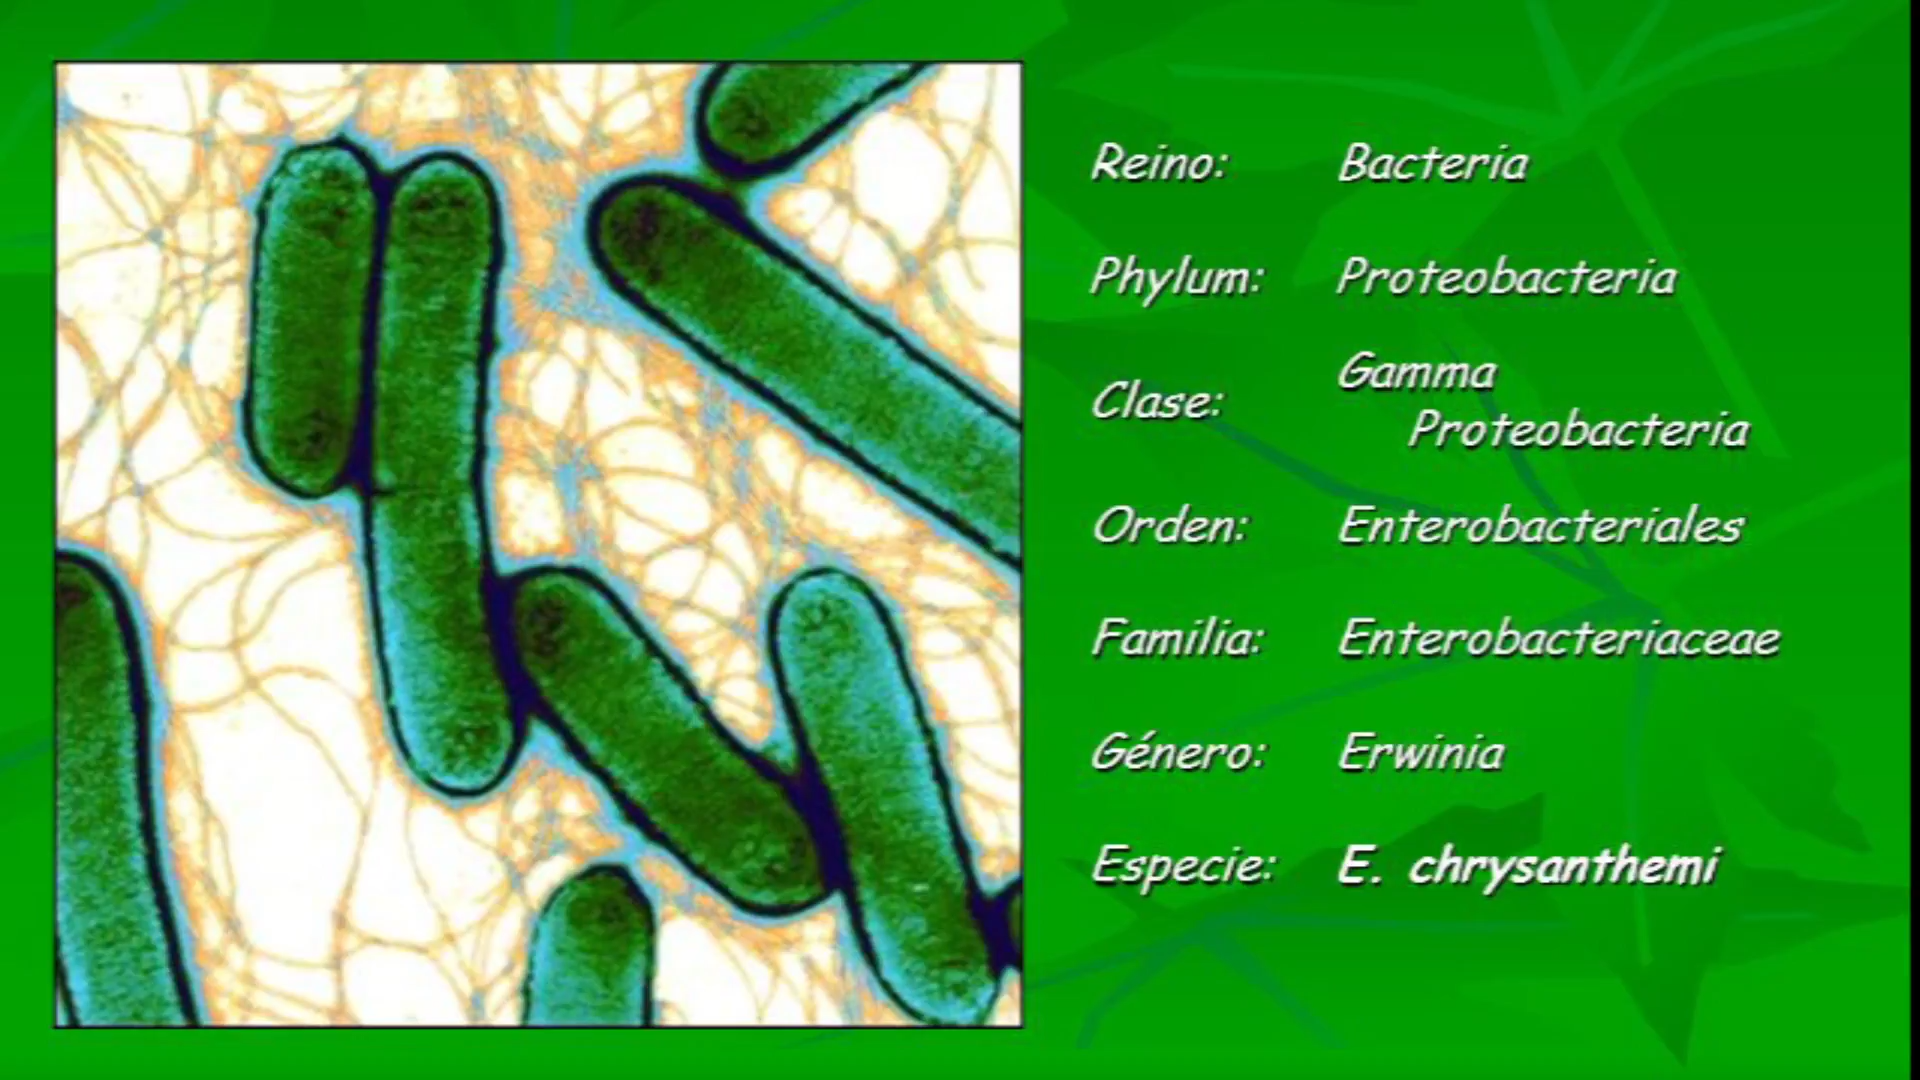 Reino: Bacteria
Phylum: Proteobacteria
Clase: Gamma
Proteobacteria
Orden: Enterobacteriales
Familia: Enterobacteriaceae
Género: Erwinia
Especie: E. chrysanthemi